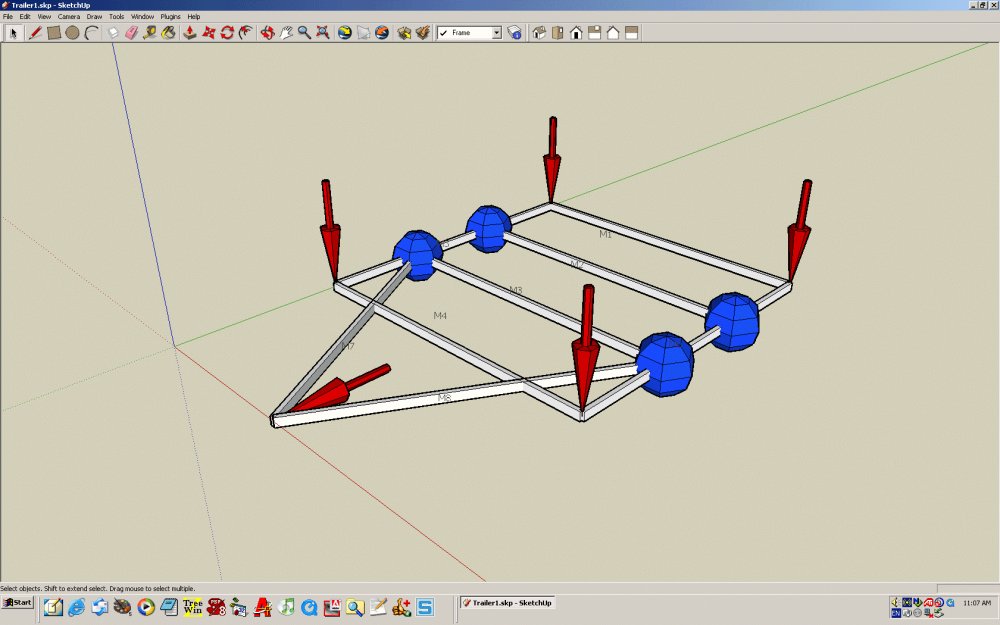 Trailer1.skp - SketchUp
File Edit View Camera Draw Tools Window Plugins Help
Frame
M1
M2
M3
M4
M7
M8
Select objects. Shift to extend select. Drag mouse to select multiple.
Start
Tree Win
Trailer1.skp - SketchUp
EN
11:07 AM